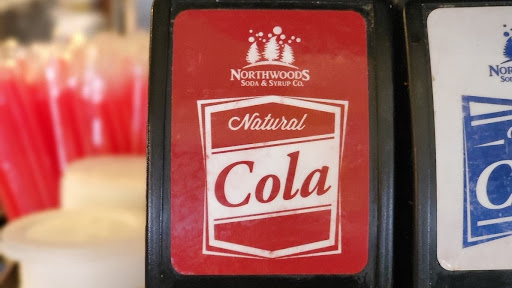 NORTHWOODS
SODA & SYRUP CO.
Natural
Cola